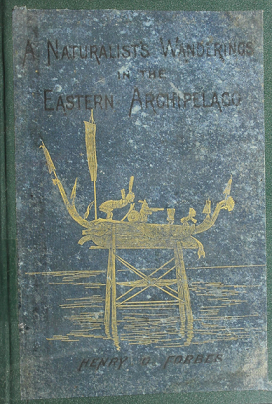 A NATURALIST'S WANDERINGS
IN THE
EASTERN ARCHIPELAGO
HENRY O. FORBES